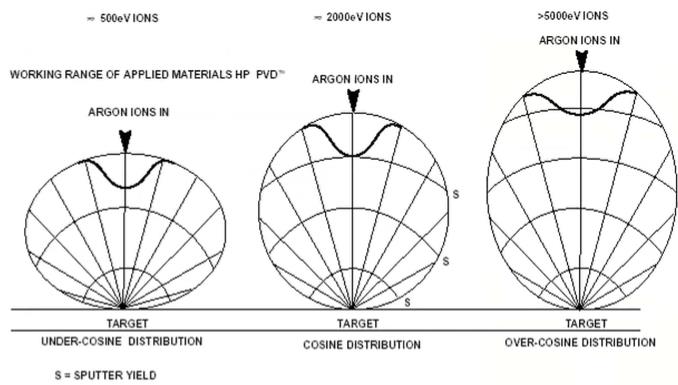 ≈ 500eV IONS
≈ 2000eV IONS
>5000eV IONS
ARGON IONS IN
WORKING RANGE OF APPLIED MATERIALS HP PVD™
ARGON IONS IN
ARGON IONS IN
S
S
S
TARGET
TARGET
TARGET
UNDER-COSINE DISTRIBUTION
COSINE DISTRIBUTION
OVER-COSINE DISTRIBUTION
S = SPUTTER YIELD